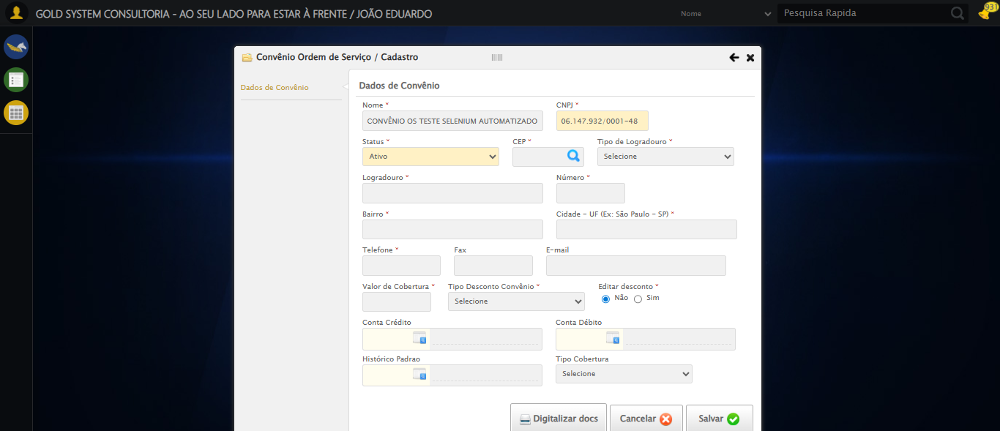 GOLD SYSTEM CONSULTORIA - AO SEU LADO PARA ESTAR À FRENTE / JOÃO EDUARDO
Nome
Pesquisa Rapida
931
Convênio Ordem de Serviço / Cadastro
Dados de Convênio
Dados de Convênio
Nome *
CNPJ *
CONVÊNIO OS TESTE SELENIUM AUTOMATIZADO
06.147.932/0001-48
Status *
CEP *
Tipo de Logradouro *
Ativo
Selecione
Logradouro *
Número *
Bairro *
Cidade - UF (Ex: São Paulo - SP) *
Telefone *
Fax
E-mail
Valor de Cobertura *
Tipo Desconto Convênio *
Editar desconto *
Selecione
Não
Sim
Conta Crédito
Conta Débito
Histórico Padrao
Tipo Cobertura
Selecione
Digitalizar docs
Cancelar
Salvar